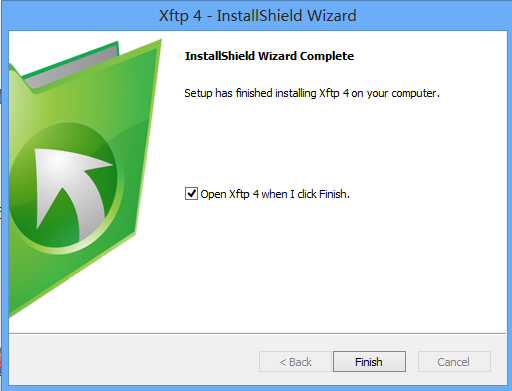 Xftp 4 - InstallShield Wizard
InstallShield Wizard Complete
Setup has finished installing Xftp 4 on your computer.
Open Xftp 4 when I click Finish.
< Back
Finish
Cancel